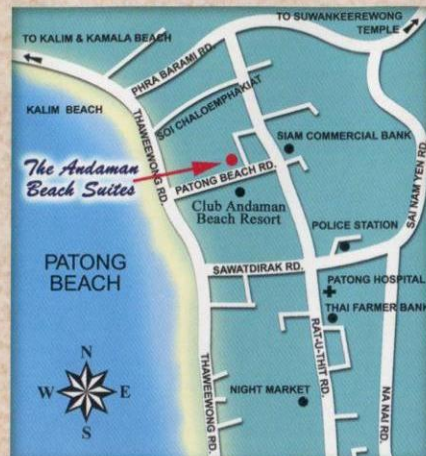 TO SUWANKEEREWONG
TEMPLE
TO KALIM & KAMALA BEACH
PHRA BARAMI RD.
KALIM BEACH
SOI CHALOEMPHAKIAT
THAWEEWONG RD.
SIAM COMMERCIAL BANK
The Andaman
Beach Suites
PATONG BEACH RD.
Club Andaman
Beach Resort
SAI NAM YEN RD.
POLICE STATION
PATONG
BEACH
SAWATDIRAK RD.
PATONG HOSPITAL
THAI FARMER BANK
RAT-U-THIT RD.
THAWEEWONG RD.
N
W
E
S
NIGHT MARKET
NA NAI RD.